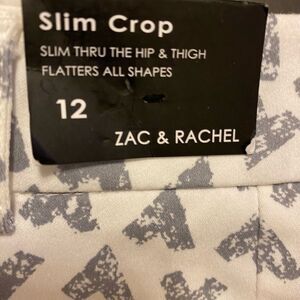 Slim Crop
SLIM THRU THE HIP & THIGH
FLATTERS ALL SHAPES
12
ZAC & RACHEL